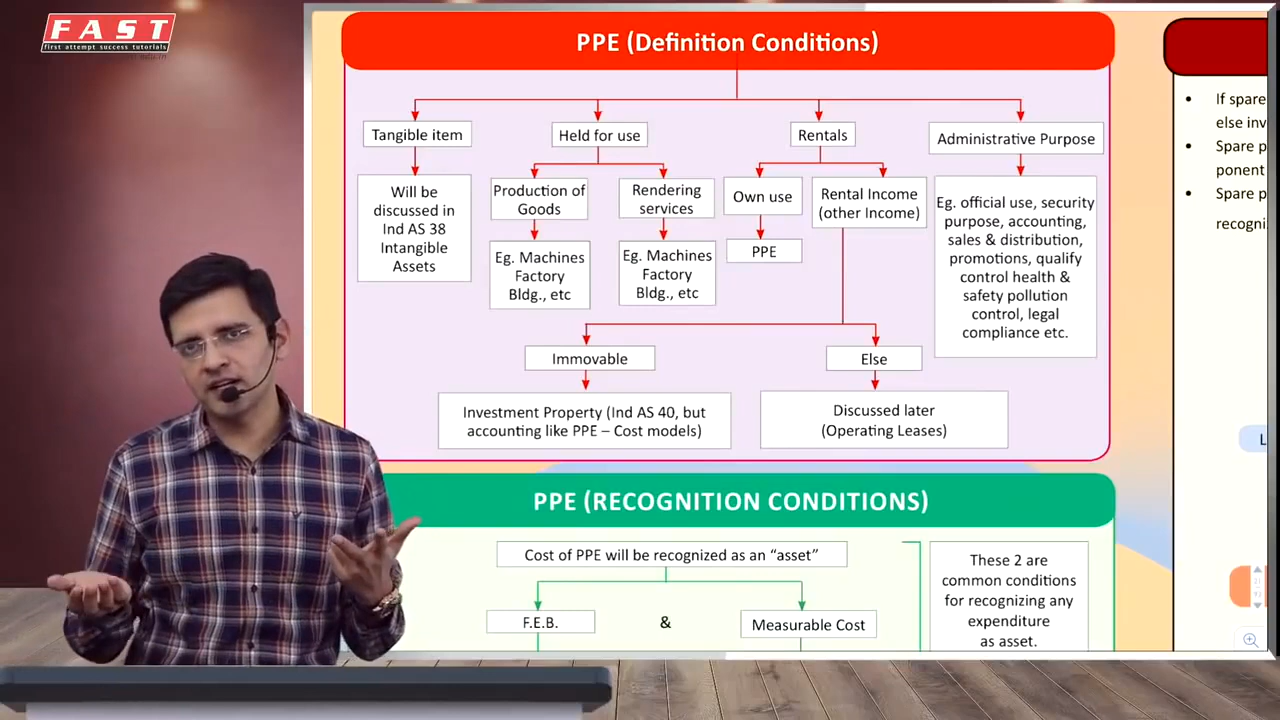 FAST
first attempt success tutorials
PPE (Definition Conditions)
Tangible item
Will be
discussed in
Ind AS 38
Intangible
Assets
Held for use
Production of
Goods
Eg. Machines
Factory
Bldg., etc
Rendering
services
Eg. Machines
Factory
Bldg., etc
Rentals
Own use
PPE
Rental Income
(other Income)
Immovable
Investment Property (Ind AS 40, but
accounting like PPE – Cost models)
Else
Discussed later
(Operating Leases)
Administrative Purpose
Eg. official use, security
purpose, accounting,
sales & distribution,
promotions, qualify
control health &
safety pollution
control, legal
compliance etc.
PPE (RECOGNITION CONDITIONS)
Cost of PPE will be recognized as an “asset”
F.E.B.
&
Measurable Cost
These 2 are
common conditions
for recognizing any
expenditure
as asset.
• If spare
else inv
• Spare p
ponent
• Spare p
recogni
L